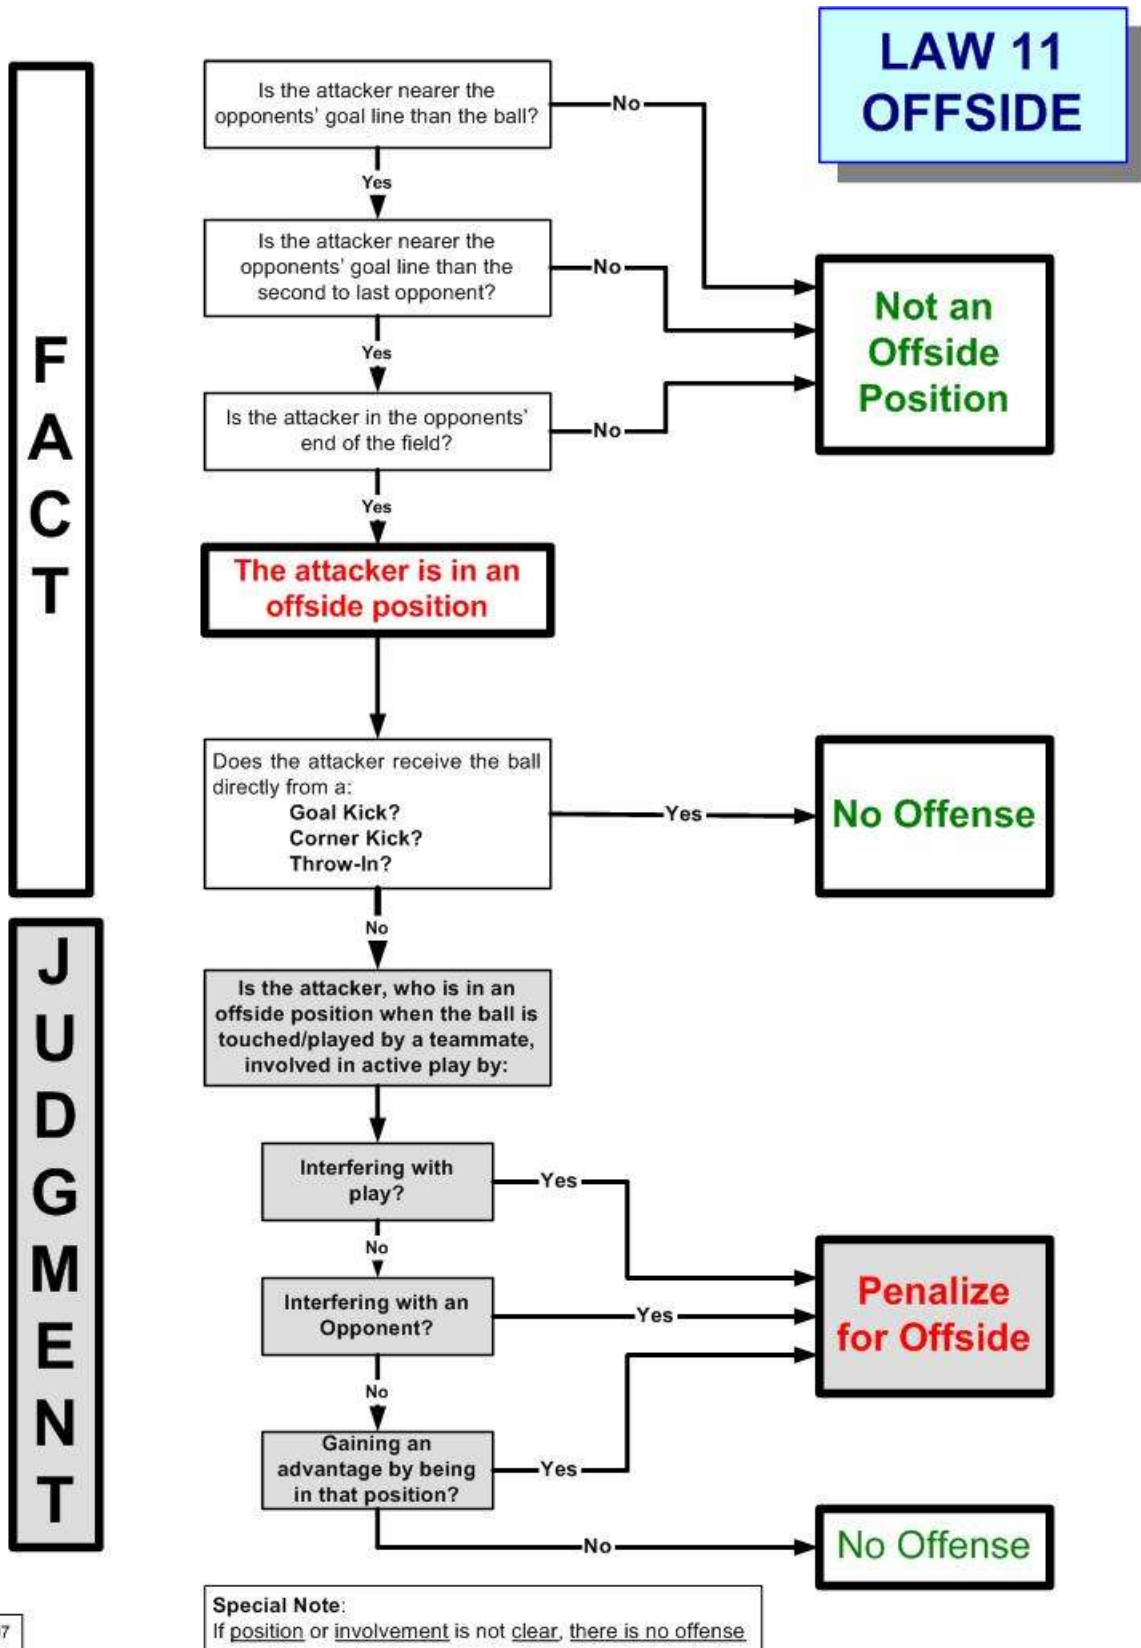 LAW 11
OFFSIDE
FACT
Is the attacker nearer the
opponents' goal line than the ball?
No
Yes
Is the attacker nearer the
opponents' goal line than the
second to last opponent?
No
Not an
Offside
Position
Yes
Is the attacker in the opponents'
end of the field?
No
Yes
The attacker is in an
offside position
Does the attacker receive the ball
directly from a:
Goal Kick?
Corner Kick?
Throw-In?
Yes
No Offense
No
JUDGMENT
Is the attacker, who is in an
offside position when the ball is
touched/played by a teammate,
involved in active play by:
Interfering with
play?
Yes
No
Interfering with an
Opponent?
Yes
Penalize
for Offside
No
Gaining an
advantage by being
in that position?
Yes
No
No Offense
Special Note:
If position or involvement is not clear, there is no offense